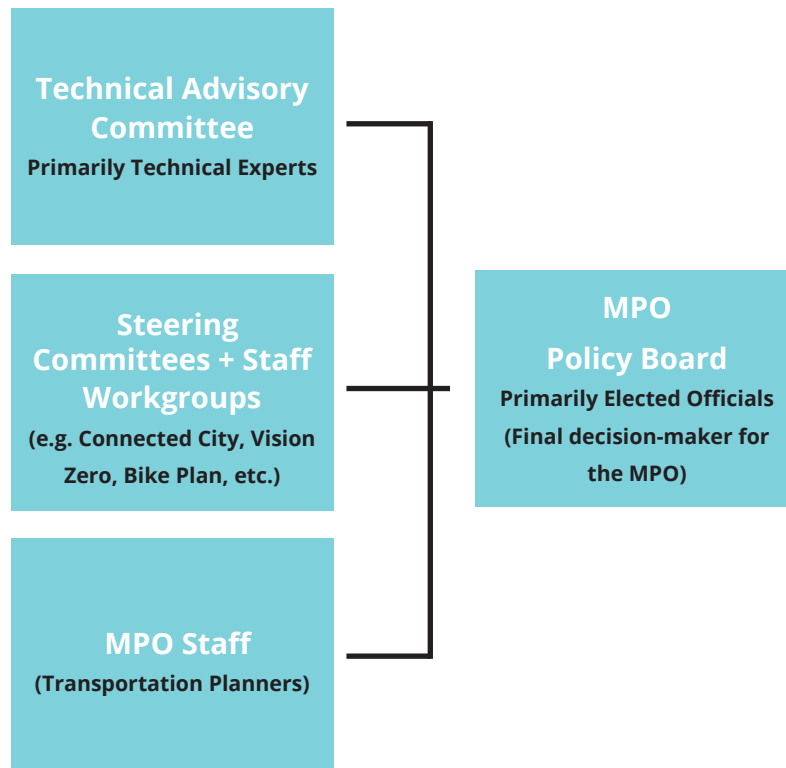 Technical Advisory
Committee
Primarily Technical Experts
Steering
Committees + Staff
Workgroups
(e.g. Connected City, Vision
Zero, Bike Plan, etc.)
MPO Staff
(Transportation Planners)
MPO
Policy Board
Primarily Elected Officials
(Final decision-maker for
the MPO)